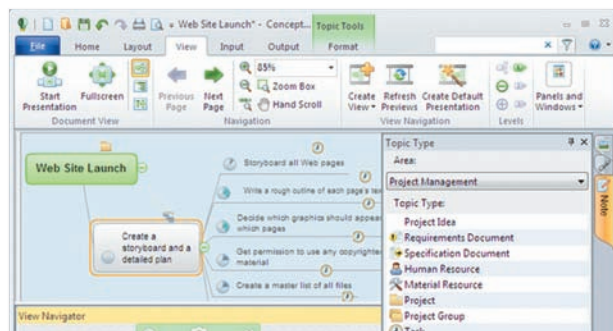 Web Site Launch* - Concept... Topic Tools
File Home Layout View Input Output Format
85%
Zoom Box
Hand Scroll
Start Presentation
Fullscreen
Previous Page
Next Page
Create View
Refresh Previews
Create Default Presentation
Panels and Windows
Document View Navigation View Navigation Levels
Web Site Launch
Create a
storyboard and a
detailed plan
Storyboard all Web pages
Write a rough outline of each page's tex
Decide which graphics should appear
which pages
Get permission to use any copyrighte
material
Create a master list of all files
Topic Type
Area:
Project Management
Topic Type:
Project Idea
Requirements Document
Specification Document
Human Resource
Material Resource
Project
Project Group
Task
Note
View Navigator